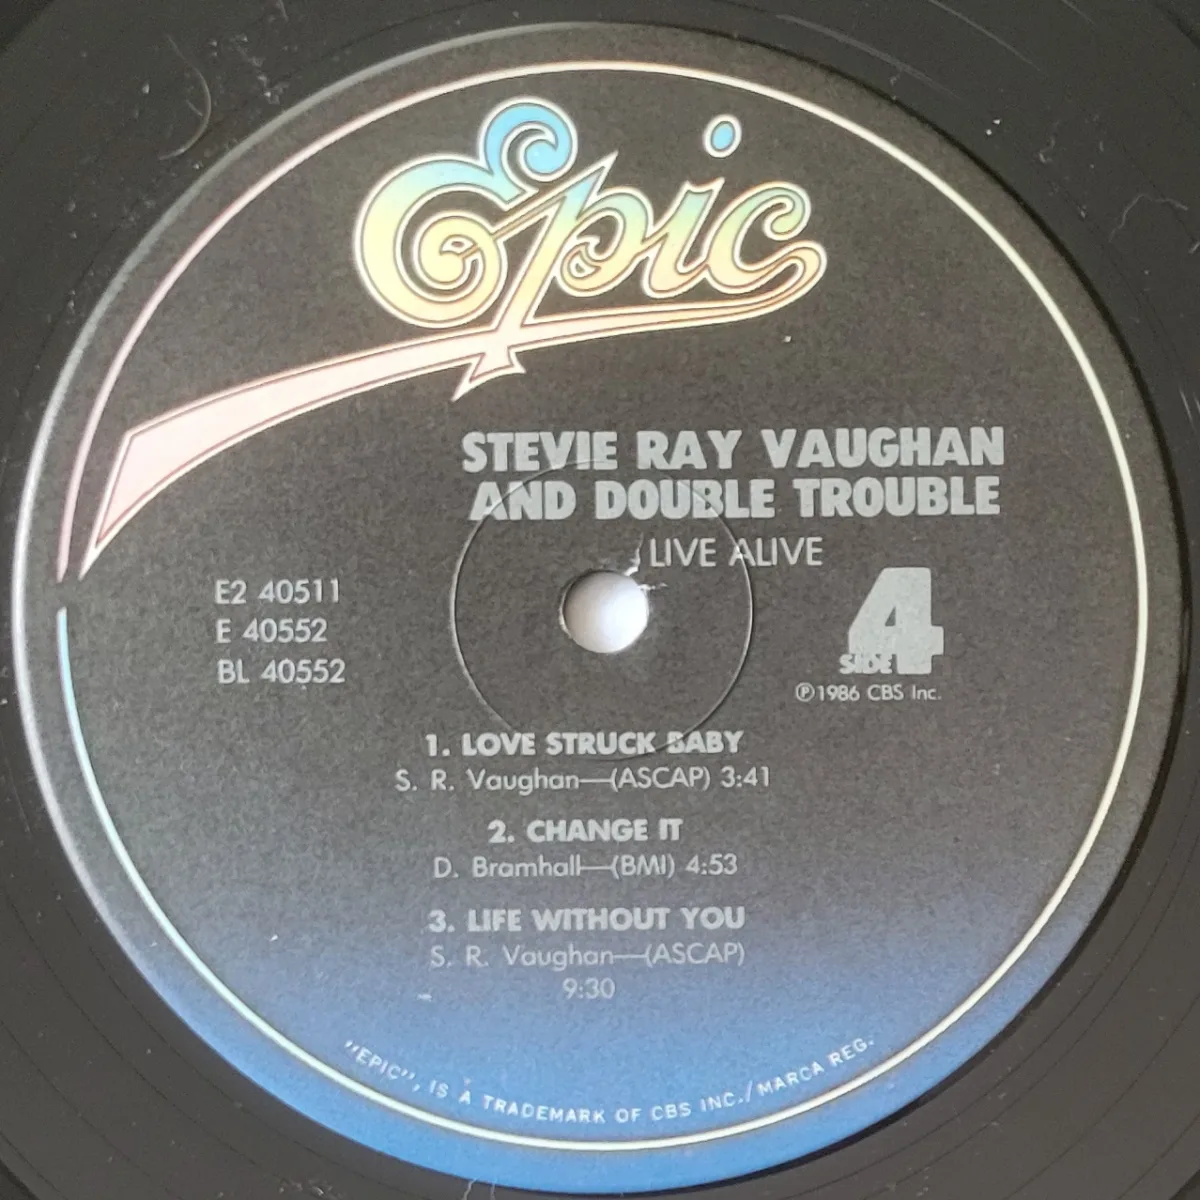 Epic
STEVIE RAY VAUGHAN
AND DOUBLE TROUBLE
LIVE ALIVE
E2 40511
E 40552
BL 40552
4
SIDE
℗1986 CBS Inc.
1. LOVE STRUCK BABY
S. R. Vaughan—(ASCAP) 3:41
2. CHANGE IT
D. Bramhall—(BMI) 4:53
3. LIFE WITHOUT YOU
S. R. Vaughan—(ASCAP)
9:30
"EPIC", IS A TRADEMARK OF CBS INC./MARCA REG.